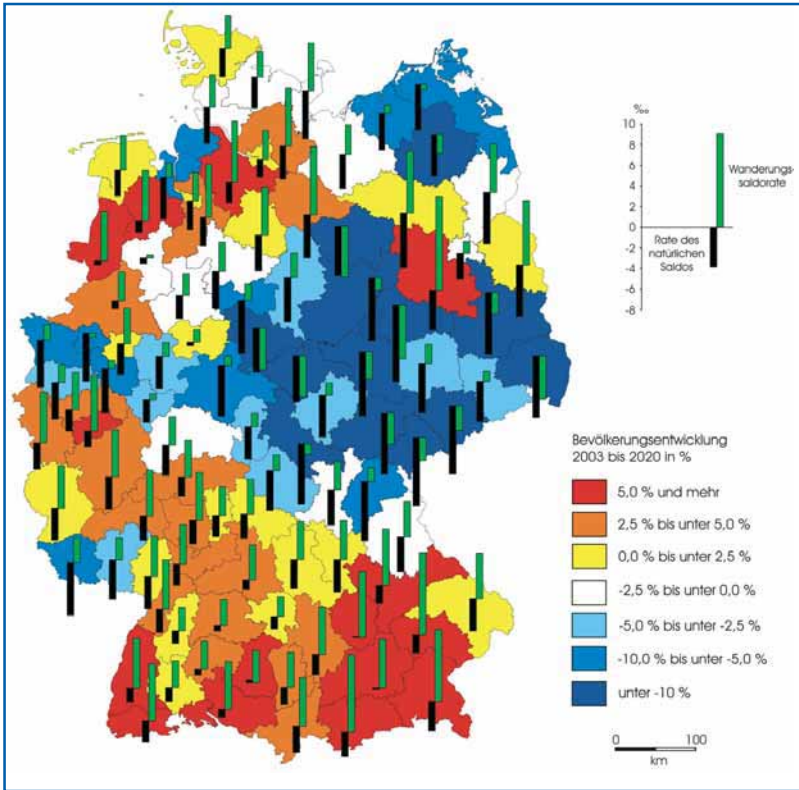 ‰
10
8
6
4
2
0
-2
-4
-6
-8
Wanderungs-
saldorate
Rate des
natürlichen
Saldos
Bevölkerungsentwicklung
2003 bis 2020 in %
5,0 % und mehr
2,5 % bis unter 5,0 %
0,0 % bis unter 2,5 %
-2,5 % bis unter 0,0 %
-5,0 % bis unter -2,5 %
-10,0 % bis unter -5,0 %
unter -10 %
0 100
km